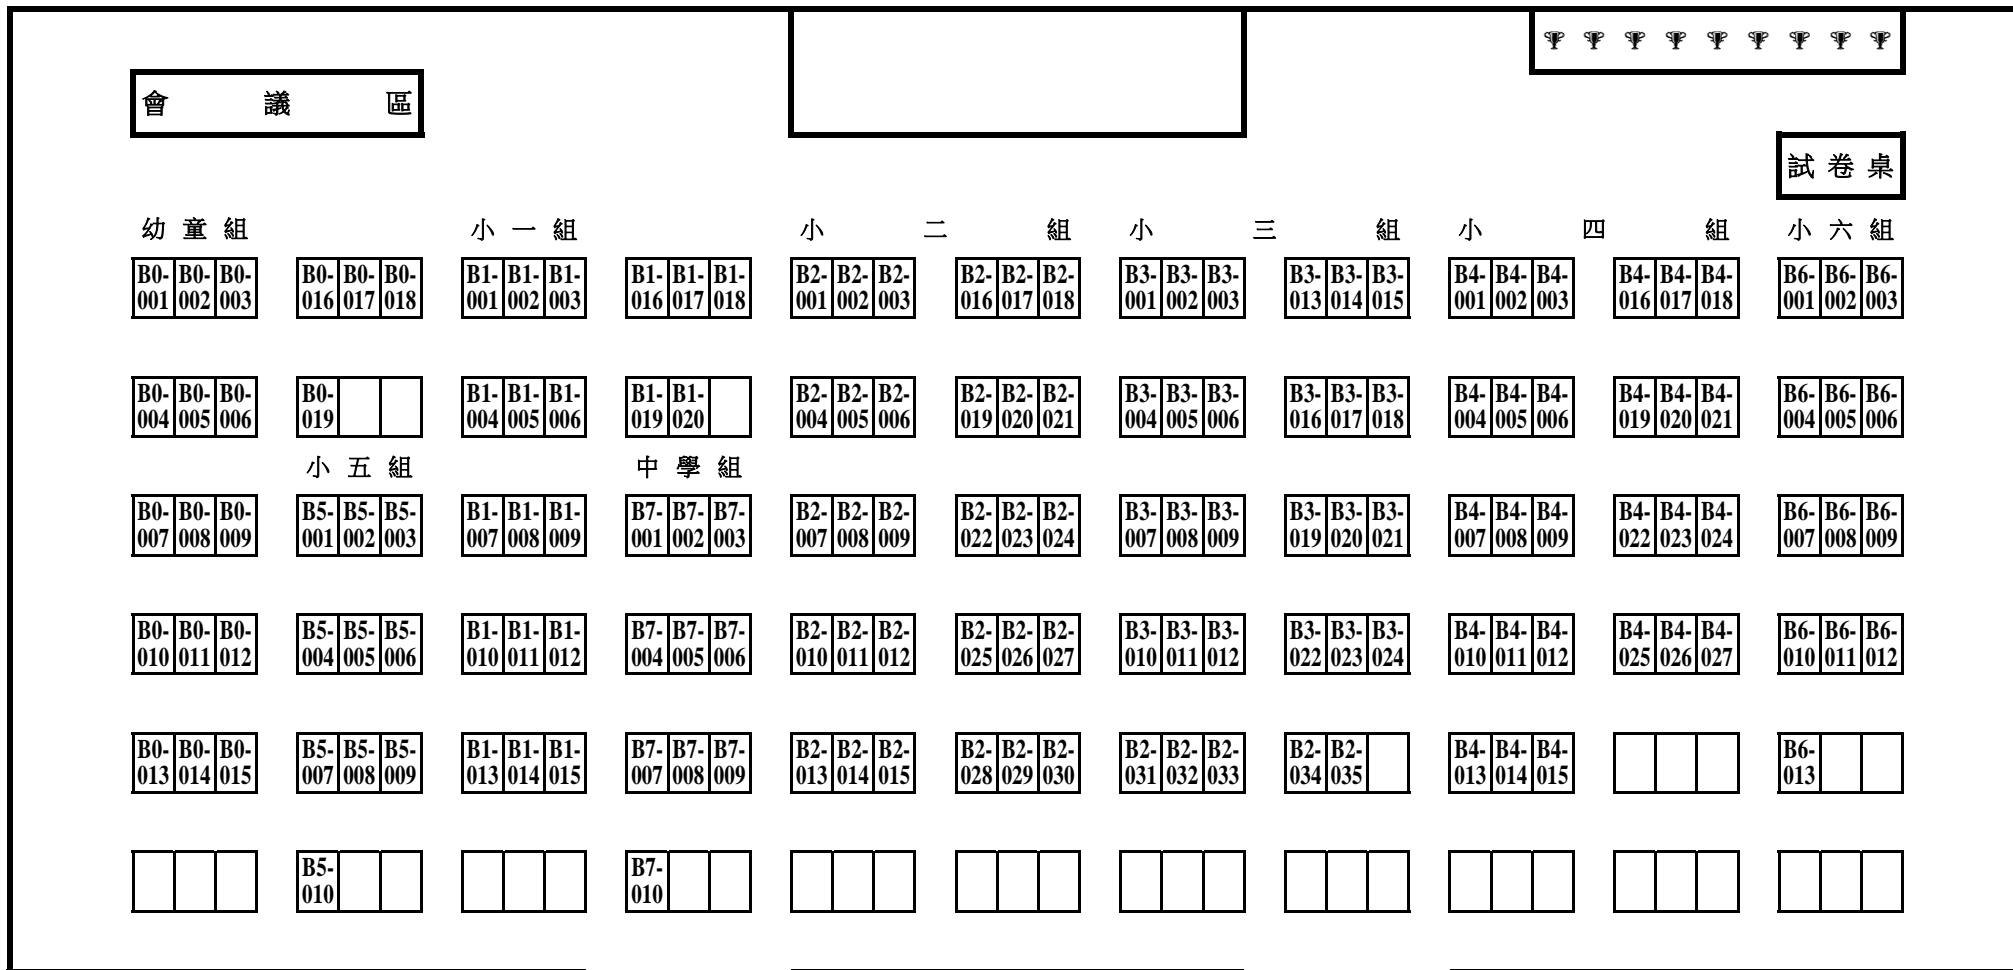 會 議 區
試 卷 桌
幼 童 組 小 一 組 小 二 組 小 三 組 小 四 組 小 六 組
B0-001 B0-002 B0-003 B0-016 B0-017 B0-018 B1-001 B1-002 B1-003 B1-016 B1-017 B1-018 B2-001 B2-002 B2-003 B2-016 B2-017 B2-018 B3-001 B3-002 B3-003 B3-013 B3-014 B3-015 B4-001 B4-002 B4-003 B4-016 B4-017 B4-018 B6-001 B6-002 B6-003
B0-004 B0-005 B0-006 B0-019 B1-004 B1-005 B1-006 B1-019 B1-020 B2-004 B2-005 B2-006 B2-019 B2-020 B2-021 B3-004 B3-005 B3-006 B3-016 B3-017 B3-018 B4-004 B4-005 B4-006 B4-019 B4-020 B4-021 B6-004 B6-005 B6-006
小 五 組 中 學 組
B0-007 B0-008 B0-009 B5-001 B5-002 B5-003 B1-007 B1-008 B1-009 B7-001 B7-002 B7-003 B2-007 B2-008 B2-009 B2-022 B2-023 B2-024 B3-007 B3-008 B3-009 B3-019 B3-020 B3-021 B4-007 B4-008 B4-009 B4-022 B4-023 B4-024 B6-007 B6-008 B6-009
B0-010 B0-011 B0-012 B5-004 B5-005 B5-006 B1-010 B1-011 B1-012 B7-004 B7-005 B7-006 B2-010 B2-011 B2-012 B2-025 B2-026 B2-027 B3-010 B3-011 B3-012 B3-022 B3-023 B3-024 B4-010 B4-011 B4-012 B4-025 B4-026 B4-027 B6-010 B6-011 B6-012
B0-013 B0-014 B0-015 B5-007 B5-008 B5-009 B1-013 B1-014 B1-015 B7-007 B7-008 B7-009 B2-013 B2-014 B2-015 B2-028 B2-029 B2-030 B2-031 B2-032 B2-033 B2-034 B2-035 B4-013 B4-014 B4-015 B6-013
B5-010 B7-010